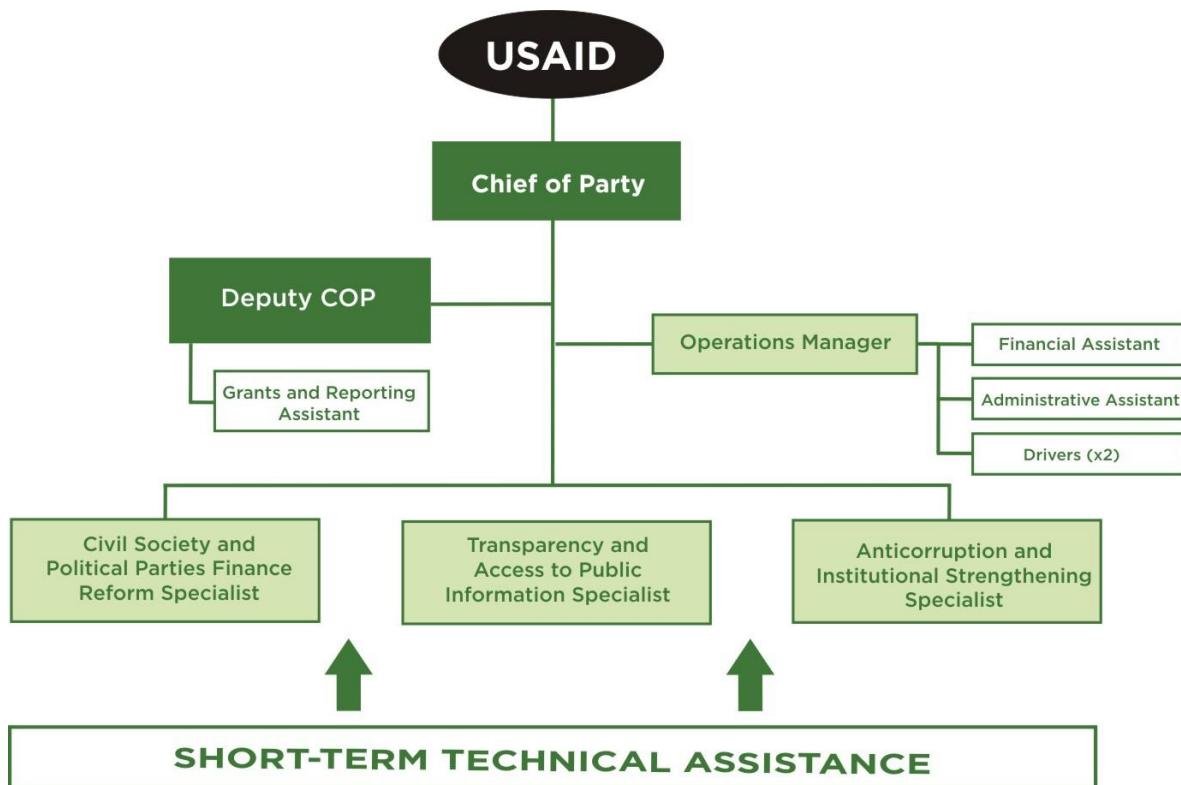 USAID
Chief of Party
Deputy COP
Grants and Reporting
Assistant
Operations Manager
Financial Assistant
Administrative Assistant
Drivers (x2)
Civil Society and
Political Parties Finance
Reform Specialist
Transparency and
Access to Public
Information Specialist
Anticorruption and
Institutional Strengthening
Specialist
SHORT-TERM TECHNICAL ASSISTANCE